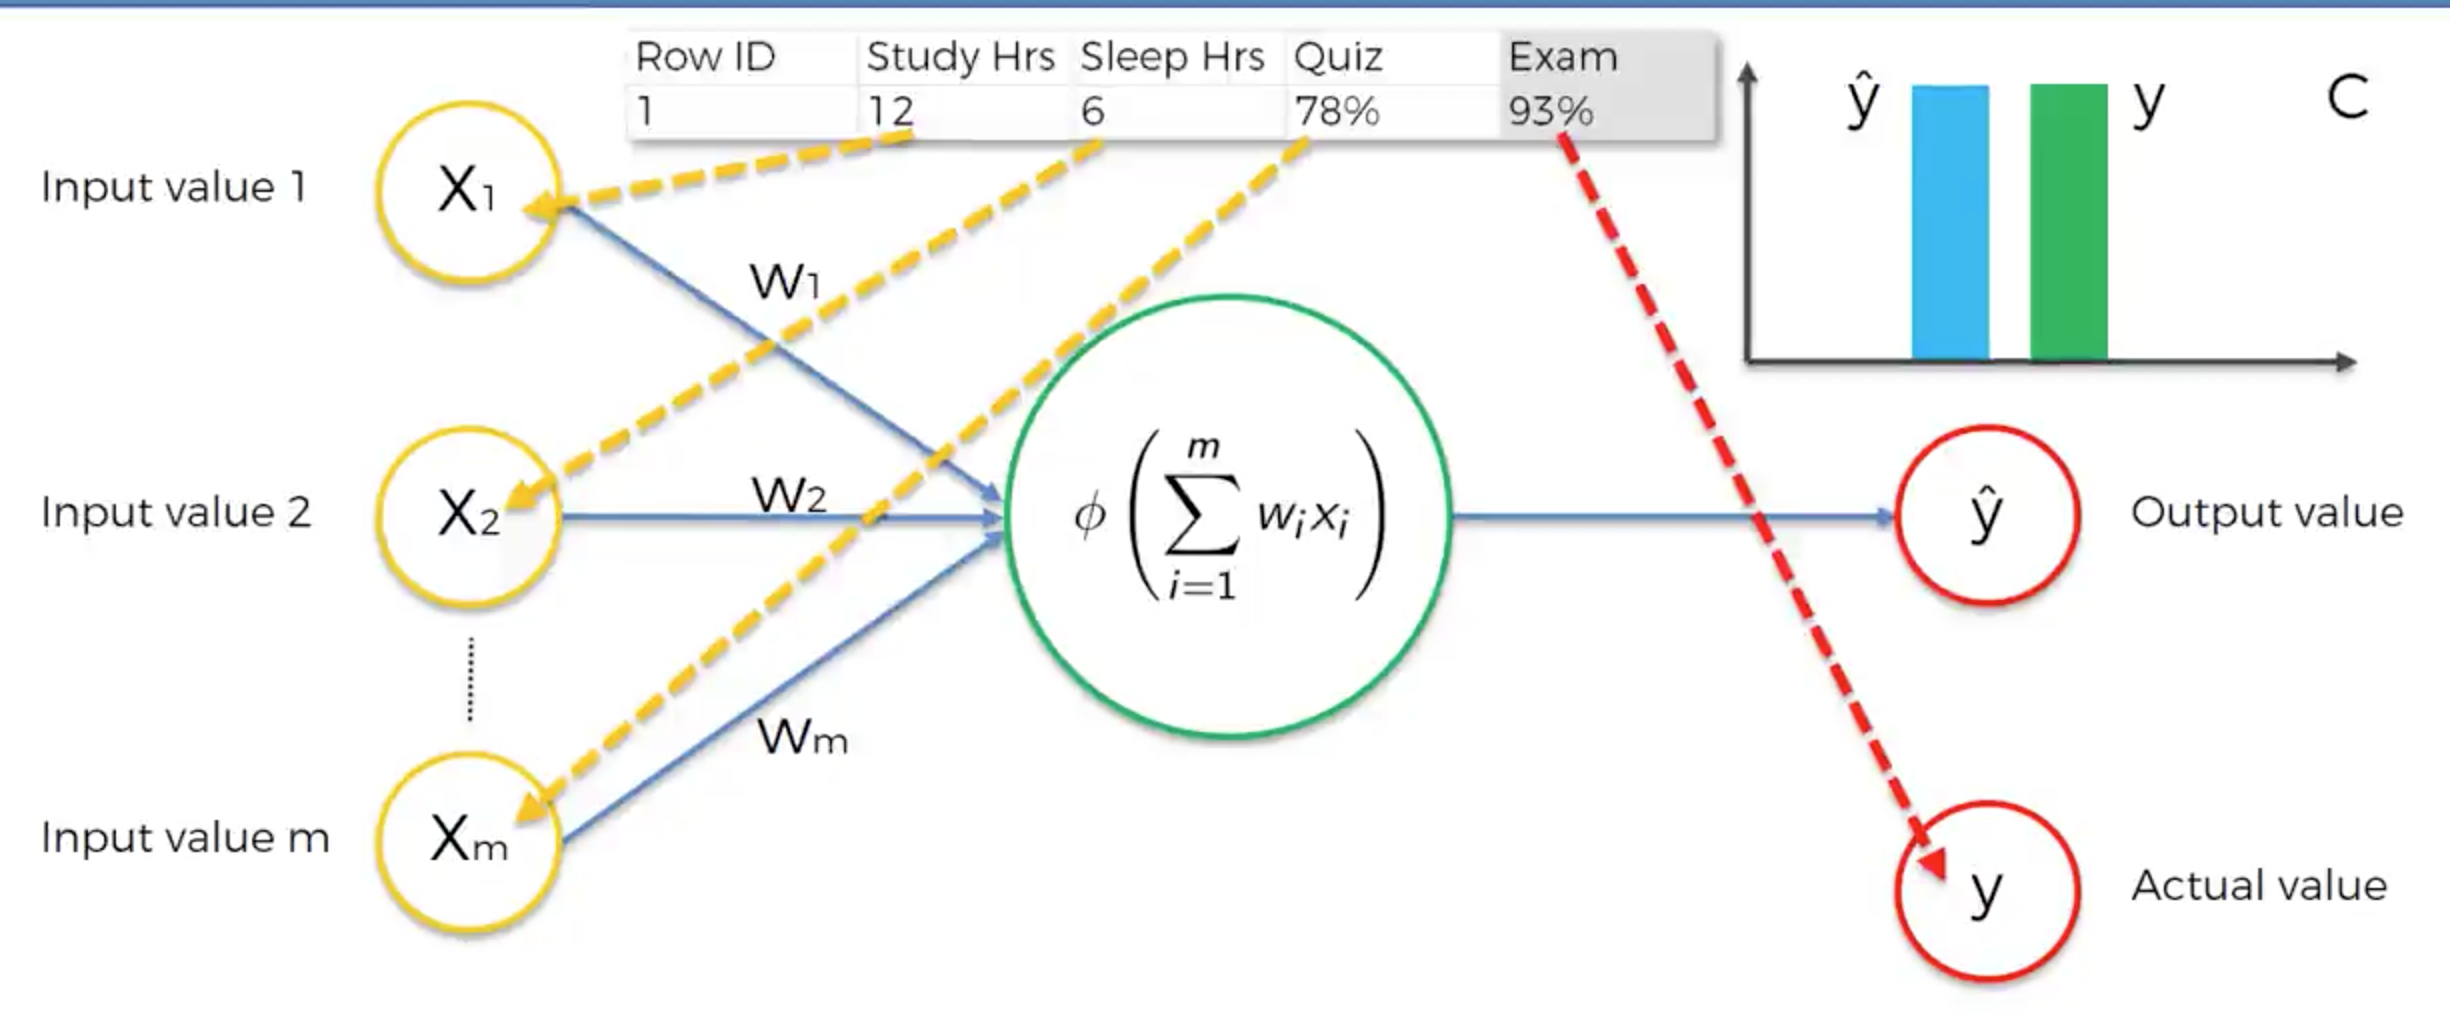 Row ID Study Hrs Sleep Hrs Quiz Exam
1 12 6 78% 93%
ŷ y C
Input value 1 X1
W1
Input value 2 X2
W2
ϕ ( m ∑ i=1 wixi )
ŷ Output value
Wm
Input value m Xm
y Actual value